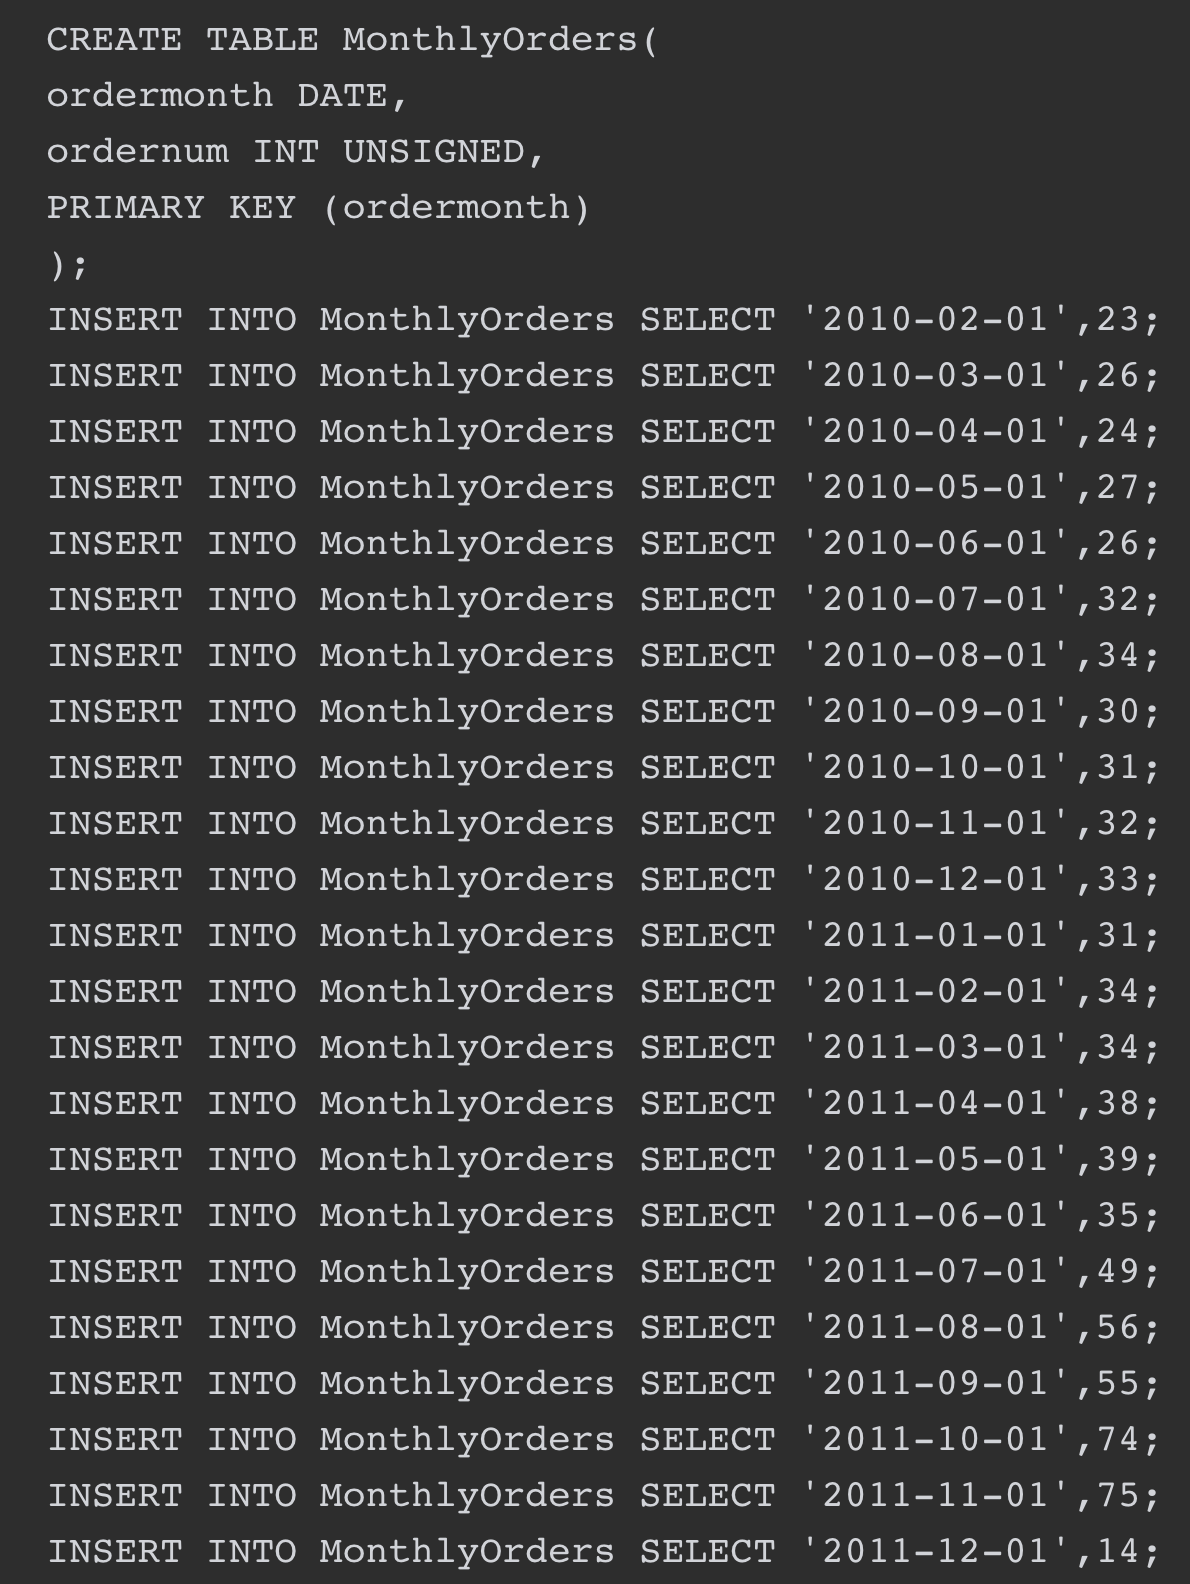 CREATE TABLE MonthlyOrders(
ordermonth DATE,
ordernum INT UNSIGNED,
PRIMARY KEY (ordermonth)
);
INSERT INTO MonthlyOrders SELECT '2010-02-01',23;
INSERT INTO MonthlyOrders SELECT '2010-03-01',26;
INSERT INTO MonthlyOrders SELECT '2010-04-01',24;
INSERT INTO MonthlyOrders SELECT '2010-05-01',27;
INSERT INTO MonthlyOrders SELECT '2010-06-01',26;
INSERT INTO MonthlyOrders SELECT '2010-07-01',32;
INSERT INTO MonthlyOrders SELECT '2010-08-01',34;
INSERT INTO MonthlyOrders SELECT '2010-09-01',30;
INSERT INTO MonthlyOrders SELECT '2010-10-01',31;
INSERT INTO MonthlyOrders SELECT '2010-11-01',32;
INSERT INTO MonthlyOrders SELECT '2010-12-01',33;
INSERT INTO MonthlyOrders SELECT '2011-01-01',31;
INSERT INTO MonthlyOrders SELECT '2011-02-01',34;
INSERT INTO MonthlyOrders SELECT '2011-03-01',34;
INSERT INTO MonthlyOrders SELECT '2011-04-01',38;
INSERT INTO MonthlyOrders SELECT '2011-05-01',39;
INSERT INTO MonthlyOrders SELECT '2011-06-01',35;
INSERT INTO MonthlyOrders SELECT '2011-07-01',49;
INSERT INTO MonthlyOrders SELECT '2011-08-01',56;
INSERT INTO MonthlyOrders SELECT '2011-09-01',55;
INSERT INTO MonthlyOrders SELECT '2011-10-01',74;
INSERT INTO MonthlyOrders SELECT '2011-11-01',75;
INSERT INTO MonthlyOrders SELECT '2011-12-01',14;